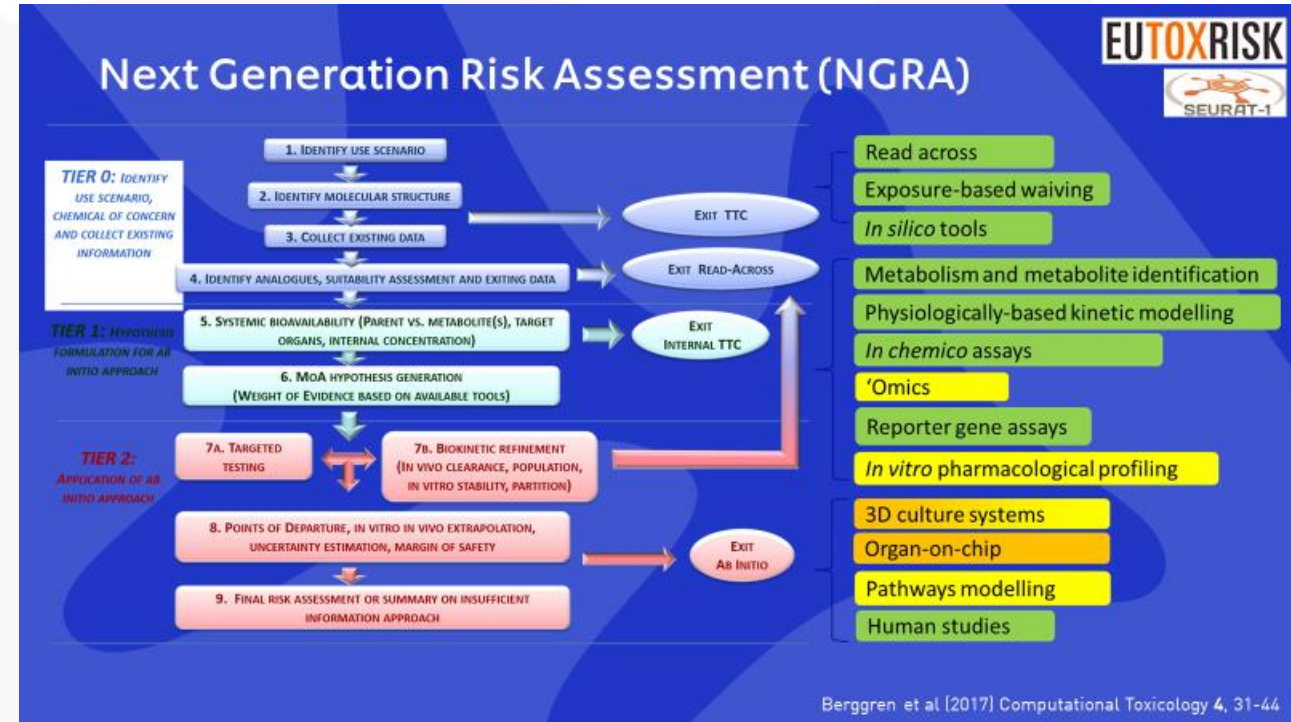 EUTOXRISK
SEURAT-1
Next Generation Risk Assessment (NGRA)
TIER 0: IDENTIFY
USE SCENARIO,
CHEMICAL OF CONCERN
AND COLLECT EXISTING
INFORMATION
1. IDENTIFY USE SCENARIO
2. IDENTIFY MOLECULAR STRUCTURE
3. COLLECT EXISTING DATA
4. IDENTIFY ANALOGUES, SUITABILITY ASSESSMENT AND EXITING DATA
EXIT TTC
EXIT READ-ACROSS
TIER 1: HYPOTHESIS
FORMULATION FOR AB
INITIO APPROACH
5. SYSTEMIC BIOAVAILABILITY (PARENT VS. METABOLITE(S), TARGET
ORGANS, INTERNAL CONCENTRATION)
6. MOA HYPOTHESIS GENERATION
(WEIGHT OF EVIDENCE BASED ON AVAILABLE TOOLS)
EXIT
INTERNAL TTC
TIER 2:
APPLICATION OF AB
INITIO APPROACH
7A. TARGETED
TESTING
7B. BIOKINETIC REFINEMENT
(IN VIVO CLEARANCE, POPULATION,
IN VITRO STABILITY, PARTITION)
8. POINTS OF DEPARTURE, IN VITRO IN VIVO EXTRAPOLATION,
UNCERTAINTY ESTIMATION, MARGIN OF SAFETY
9. FINAL RISK ASSESSMENT OR SUMMARY ON INSUFFICIENT
INFORMATION APPROACH
EXIT
AB INITIO
Read across
Exposure-based waiving
In silico tools
Metabolism and metabolite identification
Physiologically-based kinetic modelling
In chemico assays
‘Omics
Reporter gene assays
In vitro pharmacological profiling
3D culture systems
Organ-on-chip
Pathways modelling
Human studies
Berggren et al (2017) Computational Toxicology 4, 31-44